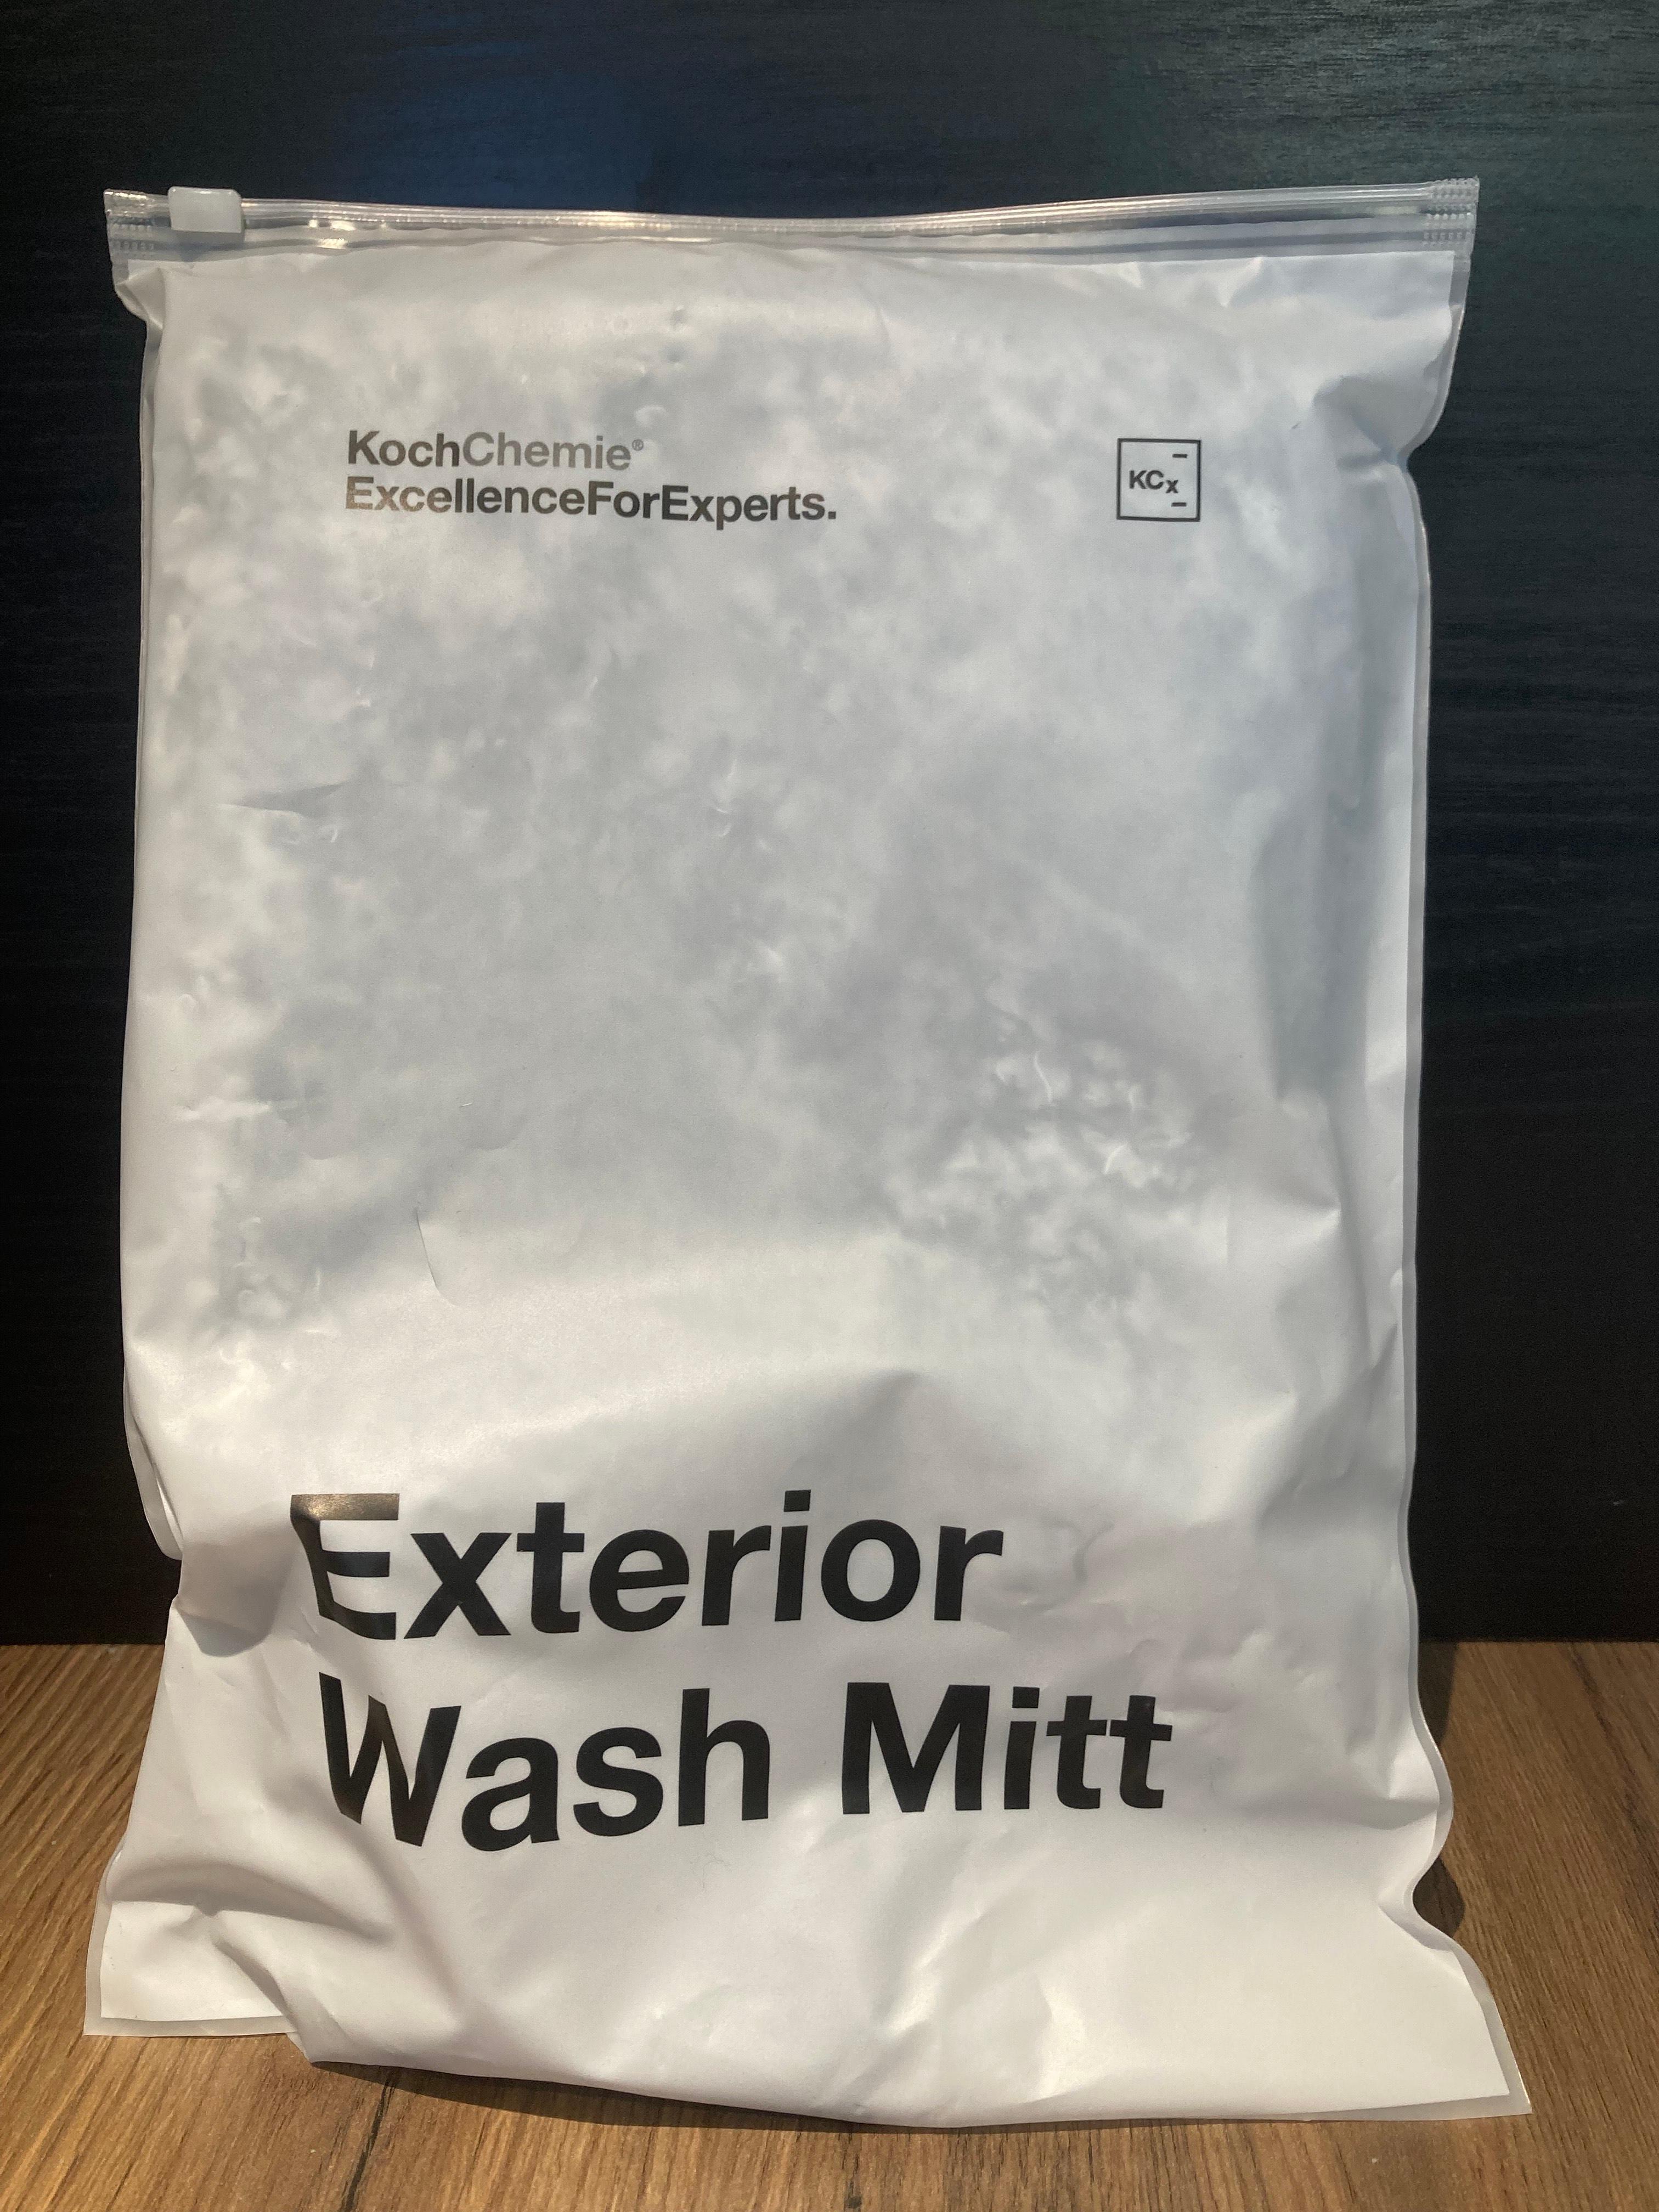 KochChemie®
ExcellenceForExperts.
KCx
Exterior
Wash Mitt